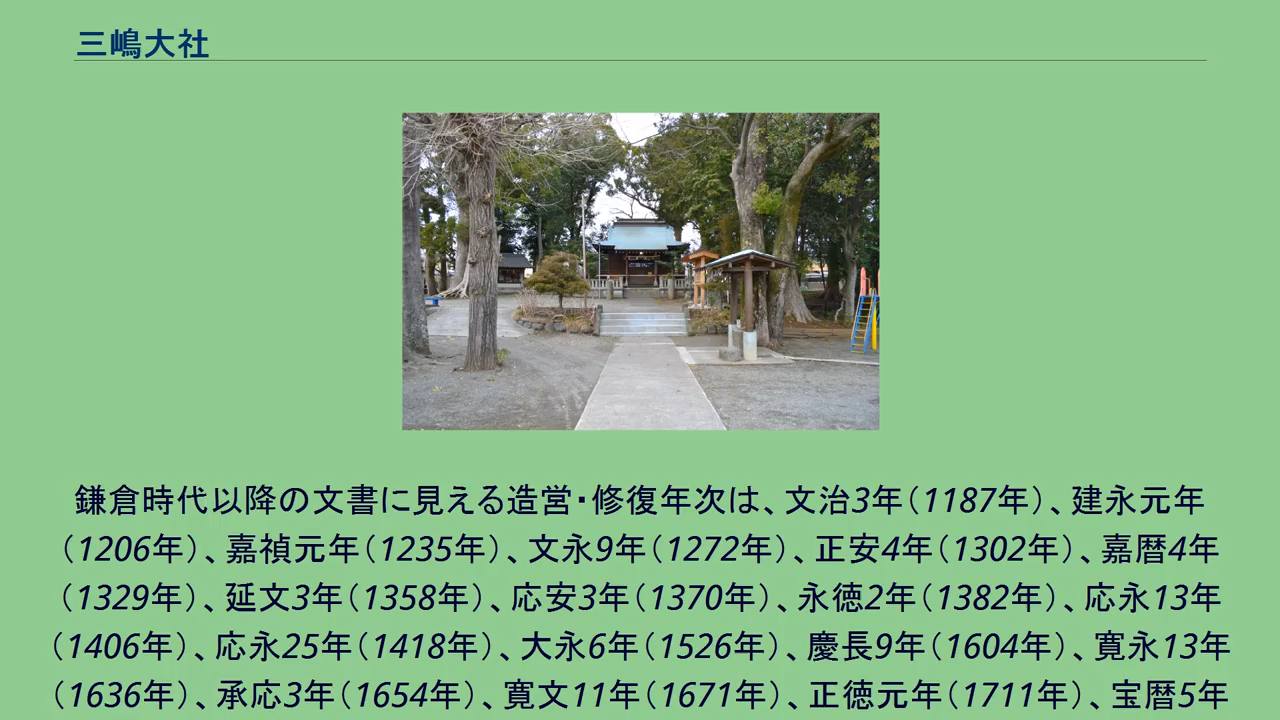 三嶋大社
鎌倉時代以降の文書に見える造営・修復年次は、文治3年（1187年）、建永元年
（1206年）、嘉禎元年（1235年）、文永9年（1272年）、正安4年（1302年）、嘉暦4年
（1329年）、延文3年（1358年）、応安3年（1370年）、永徳2年（1382年）、応永13年
（1406年）、応永25年（1418年）、大永6年（1526年）、慶長9年（1604年）、寛永13年
（1636年）、承応3年（1654年）、寛文11年（1671年）、正徳元年（1711年）、宝暦5年